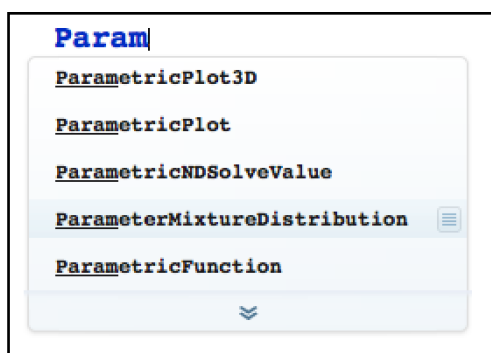 Param
ParametricPlot3D
ParametricPlot
ParametricNDSolveValue
ParameterMixtureDistribution
ParametricFunction